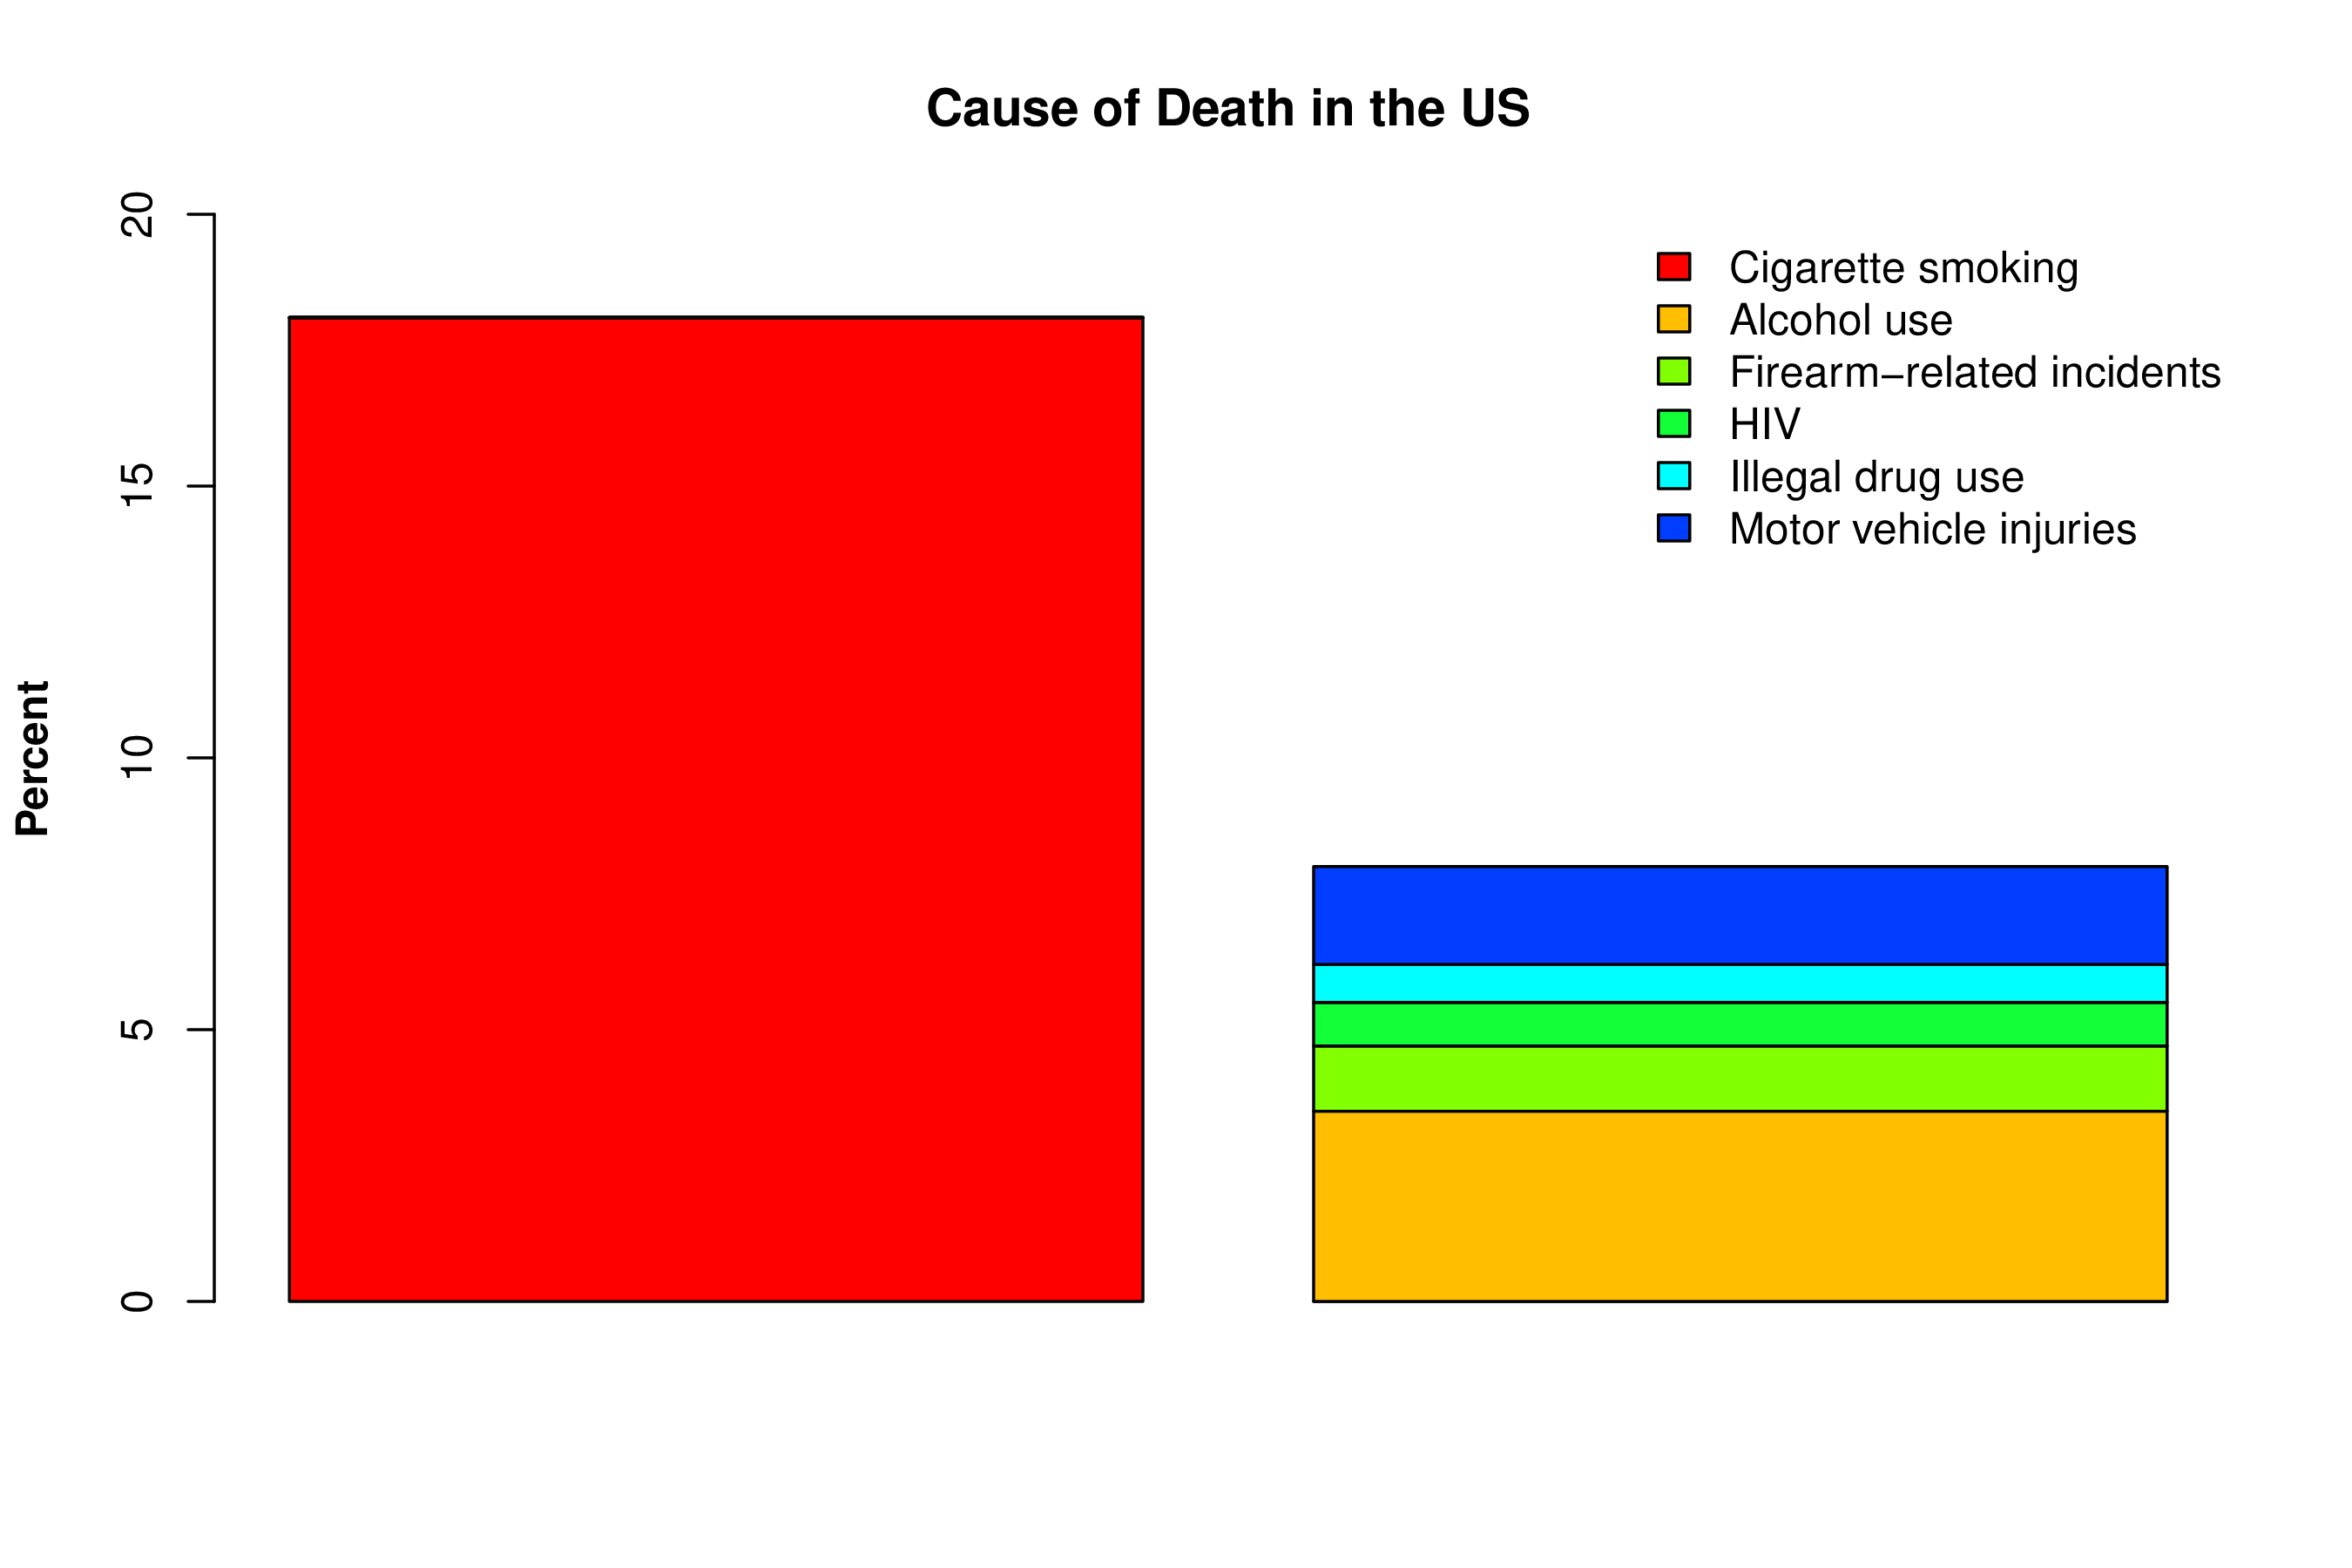 Cause of Death in the US
Percent
20
15
10
5
0
Cigarette smoking
Alcohol use
Firearm−related incidents
HIV
Illegal drug use
Motor vehicle injuries